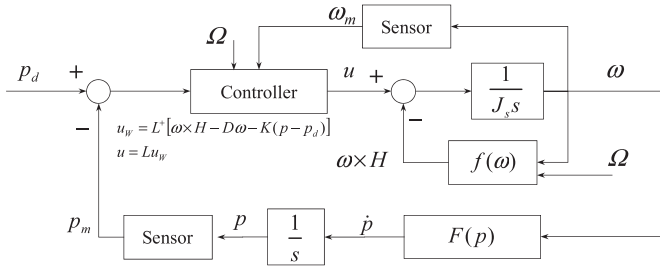 ω_m
Sensor
Ω
p_d
+
u
+
ω
Controller
1
J_s s
−
−
u_W = L⁺[ω×H−Dω−K(p−p_d)]
u = Lu_W
ω×H
f(ω)
Ω
p_m
Sensor
p
1
s
ṗ
F(p)